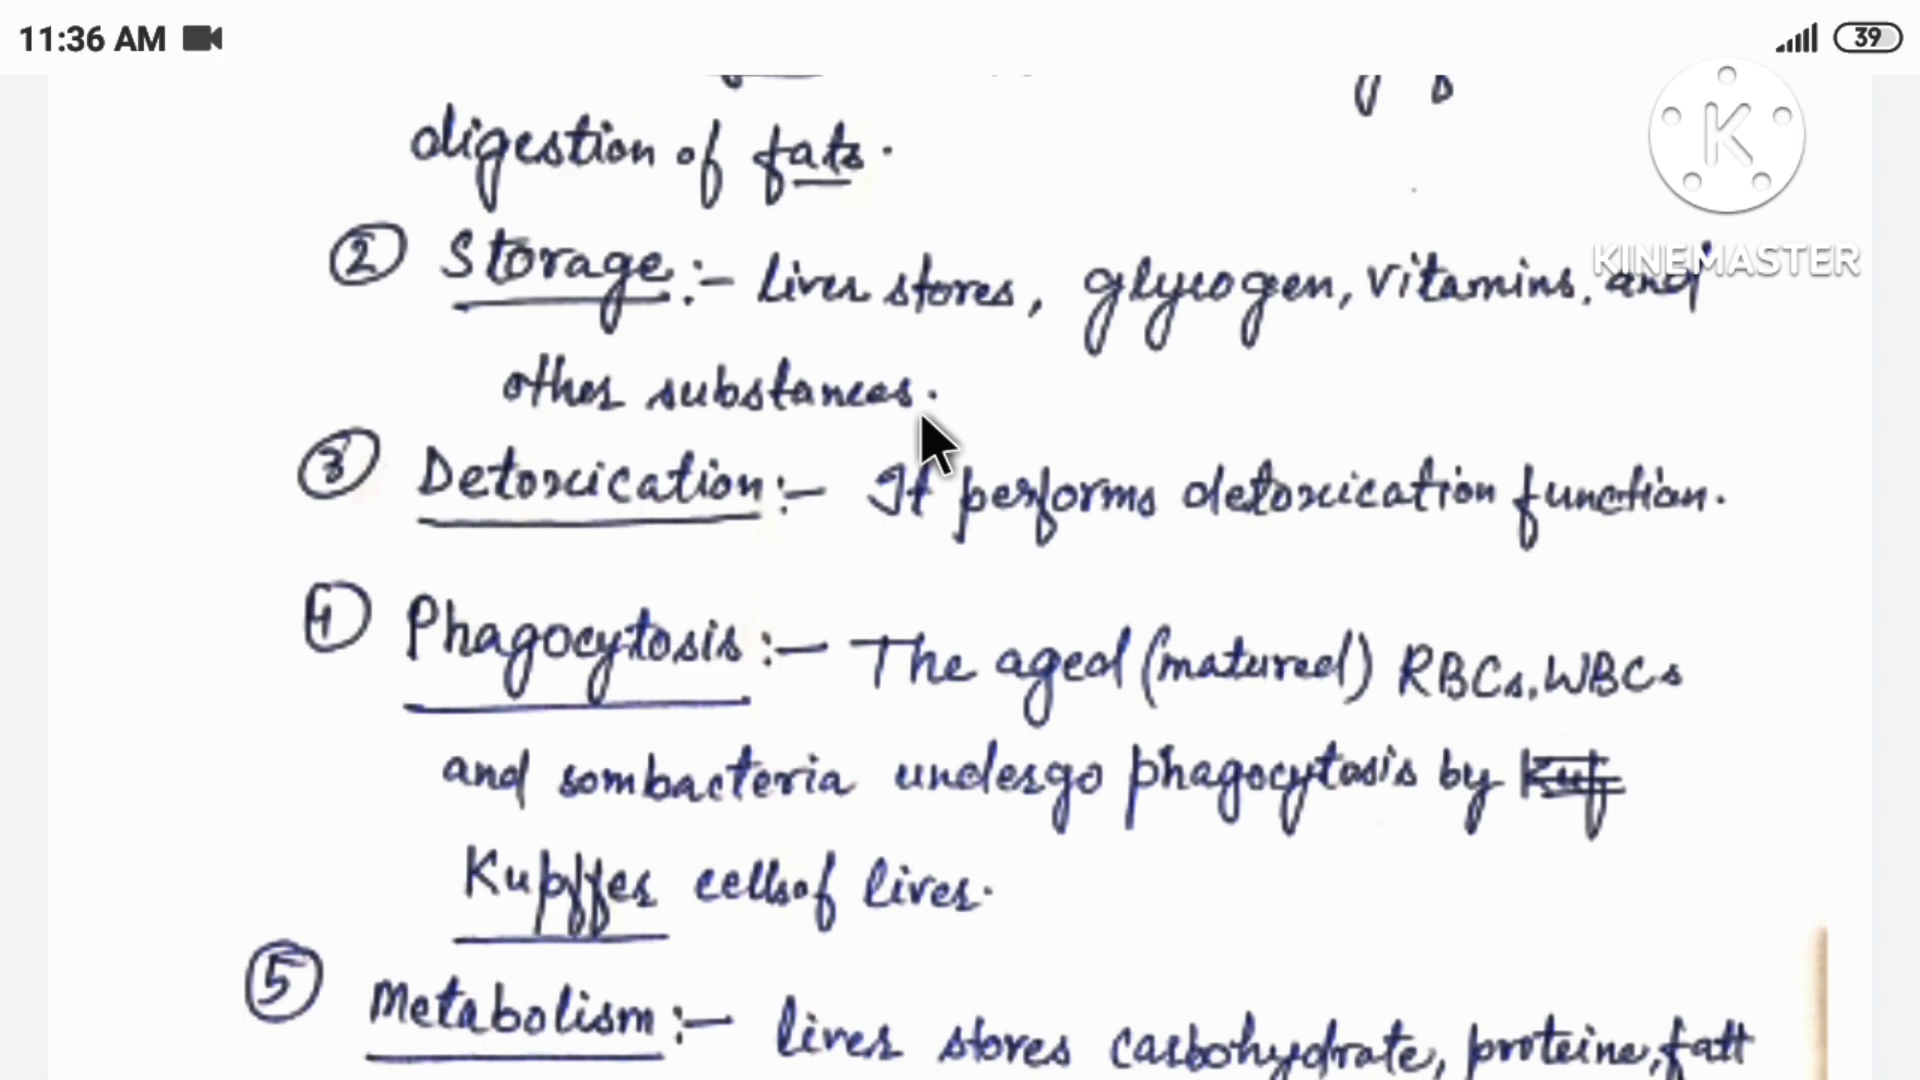 11:36 AM
39
digestion of fats.
② Storage :- liver stores, glycogen, vitamins, and
KINEMASTER
other substances.
③ Detoxication :- It performs detoxication function.
④ Phagocytosis :- The aged (matured) RBCs, WBCs
and sombacteria undergo phagocytosis by Kuf
Kupffer cells of liver.
⑤ Metabolism :- liver stores carbohydrate, proteine, fatt